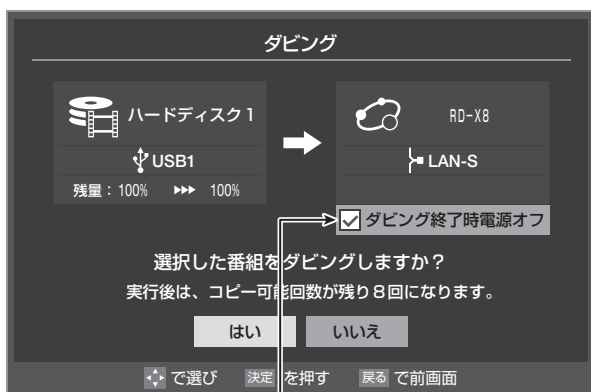 ダビング
ハードディスク1
RD-X8
USB1
LAN-S
残量：100% ▸▸▸ 100%
ダビング終了時電源オフ
選択した番組をダビングしますか？
実行後は、コピー可能回数が残り8回になります。
はい いいえ
で選び 決定 を押す 戻る で前画面